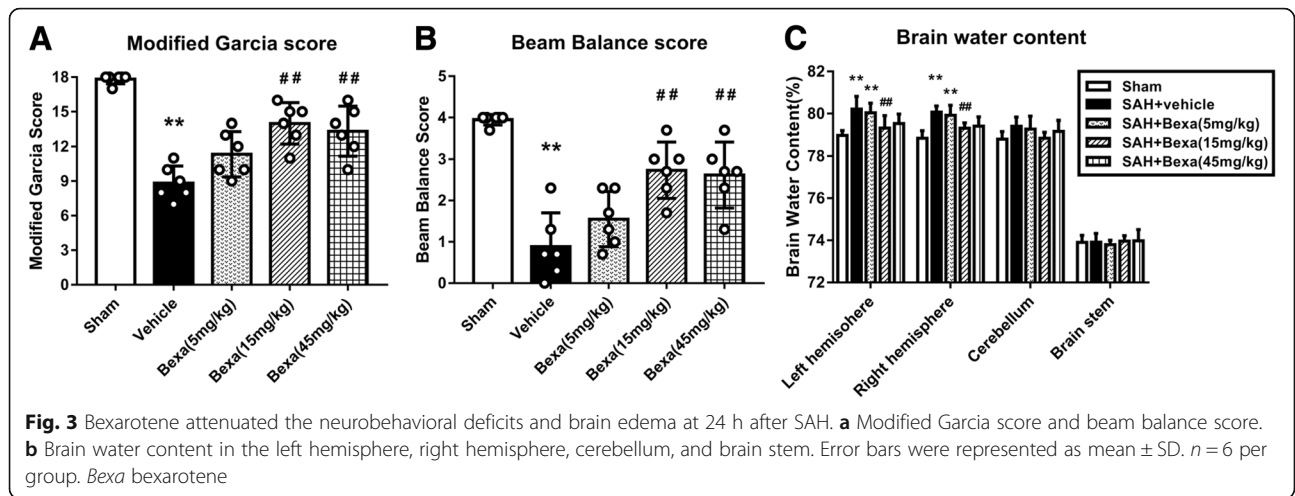 A
Modified Garcia score
Modified Garcia Score
18
15
12
9
6
3
0
**
##
##
Sham
Vehicle
Bexa(5mg/kg)
Bexa(15mg/kg)
Bexa(45mg/kg)
B
Beam Balance score
Beam Balance Score
5
4
3
2
1
0
**
##
##
Sham
Vehicle
Bexa(5mg/kg)
Bexa(15mg/kg)
Bexa(45mg/kg)
C
Brain water content
Brain Water Content(%)
82
80
78
76
74
72
**
**
##
**
**
##
Left hemisohere
Right hemisphere
Cerebellum
Brain stem
Sham
SAH+vehicle
SAH+Bexa(5mg/kg)
SAH+Bexa(15mg/kg)
SAH+Bexa(45mg/kg)
Fig. 3 Bexarotene attenuated the neurobehavioral deficits and brain edema at 24 h after SAH. a Modified Garcia score and beam balance score.
b Brain water content in the left hemisphere, right hemisphere, cerebellum, and brain stem. Error bars were represented as mean ± SD. n = 6 per
group. Bexa bexarotene